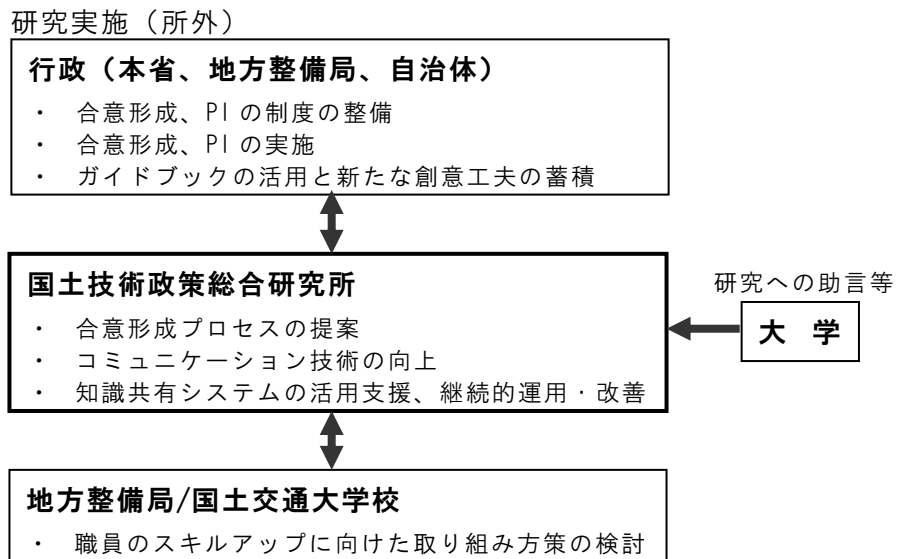 研究実施（所外）
行政（本省、地方整備局、自治体）
・ 合意形成、PIの制度の整備
・ 合意形成、PIの実施
・ ガイドブックの活用と新たな創意工夫の蓄積
国土技術政策総合研究所
・ 合意形成プロセスの提案
・ コミュニケーション技術の向上
・ 知識共有システムの活用支援、継続的運用・改善
研究への助言等
大 学
地方整備局/国土交通大学校
・ 職員のスキルアップに向けた取り組み方策の検討